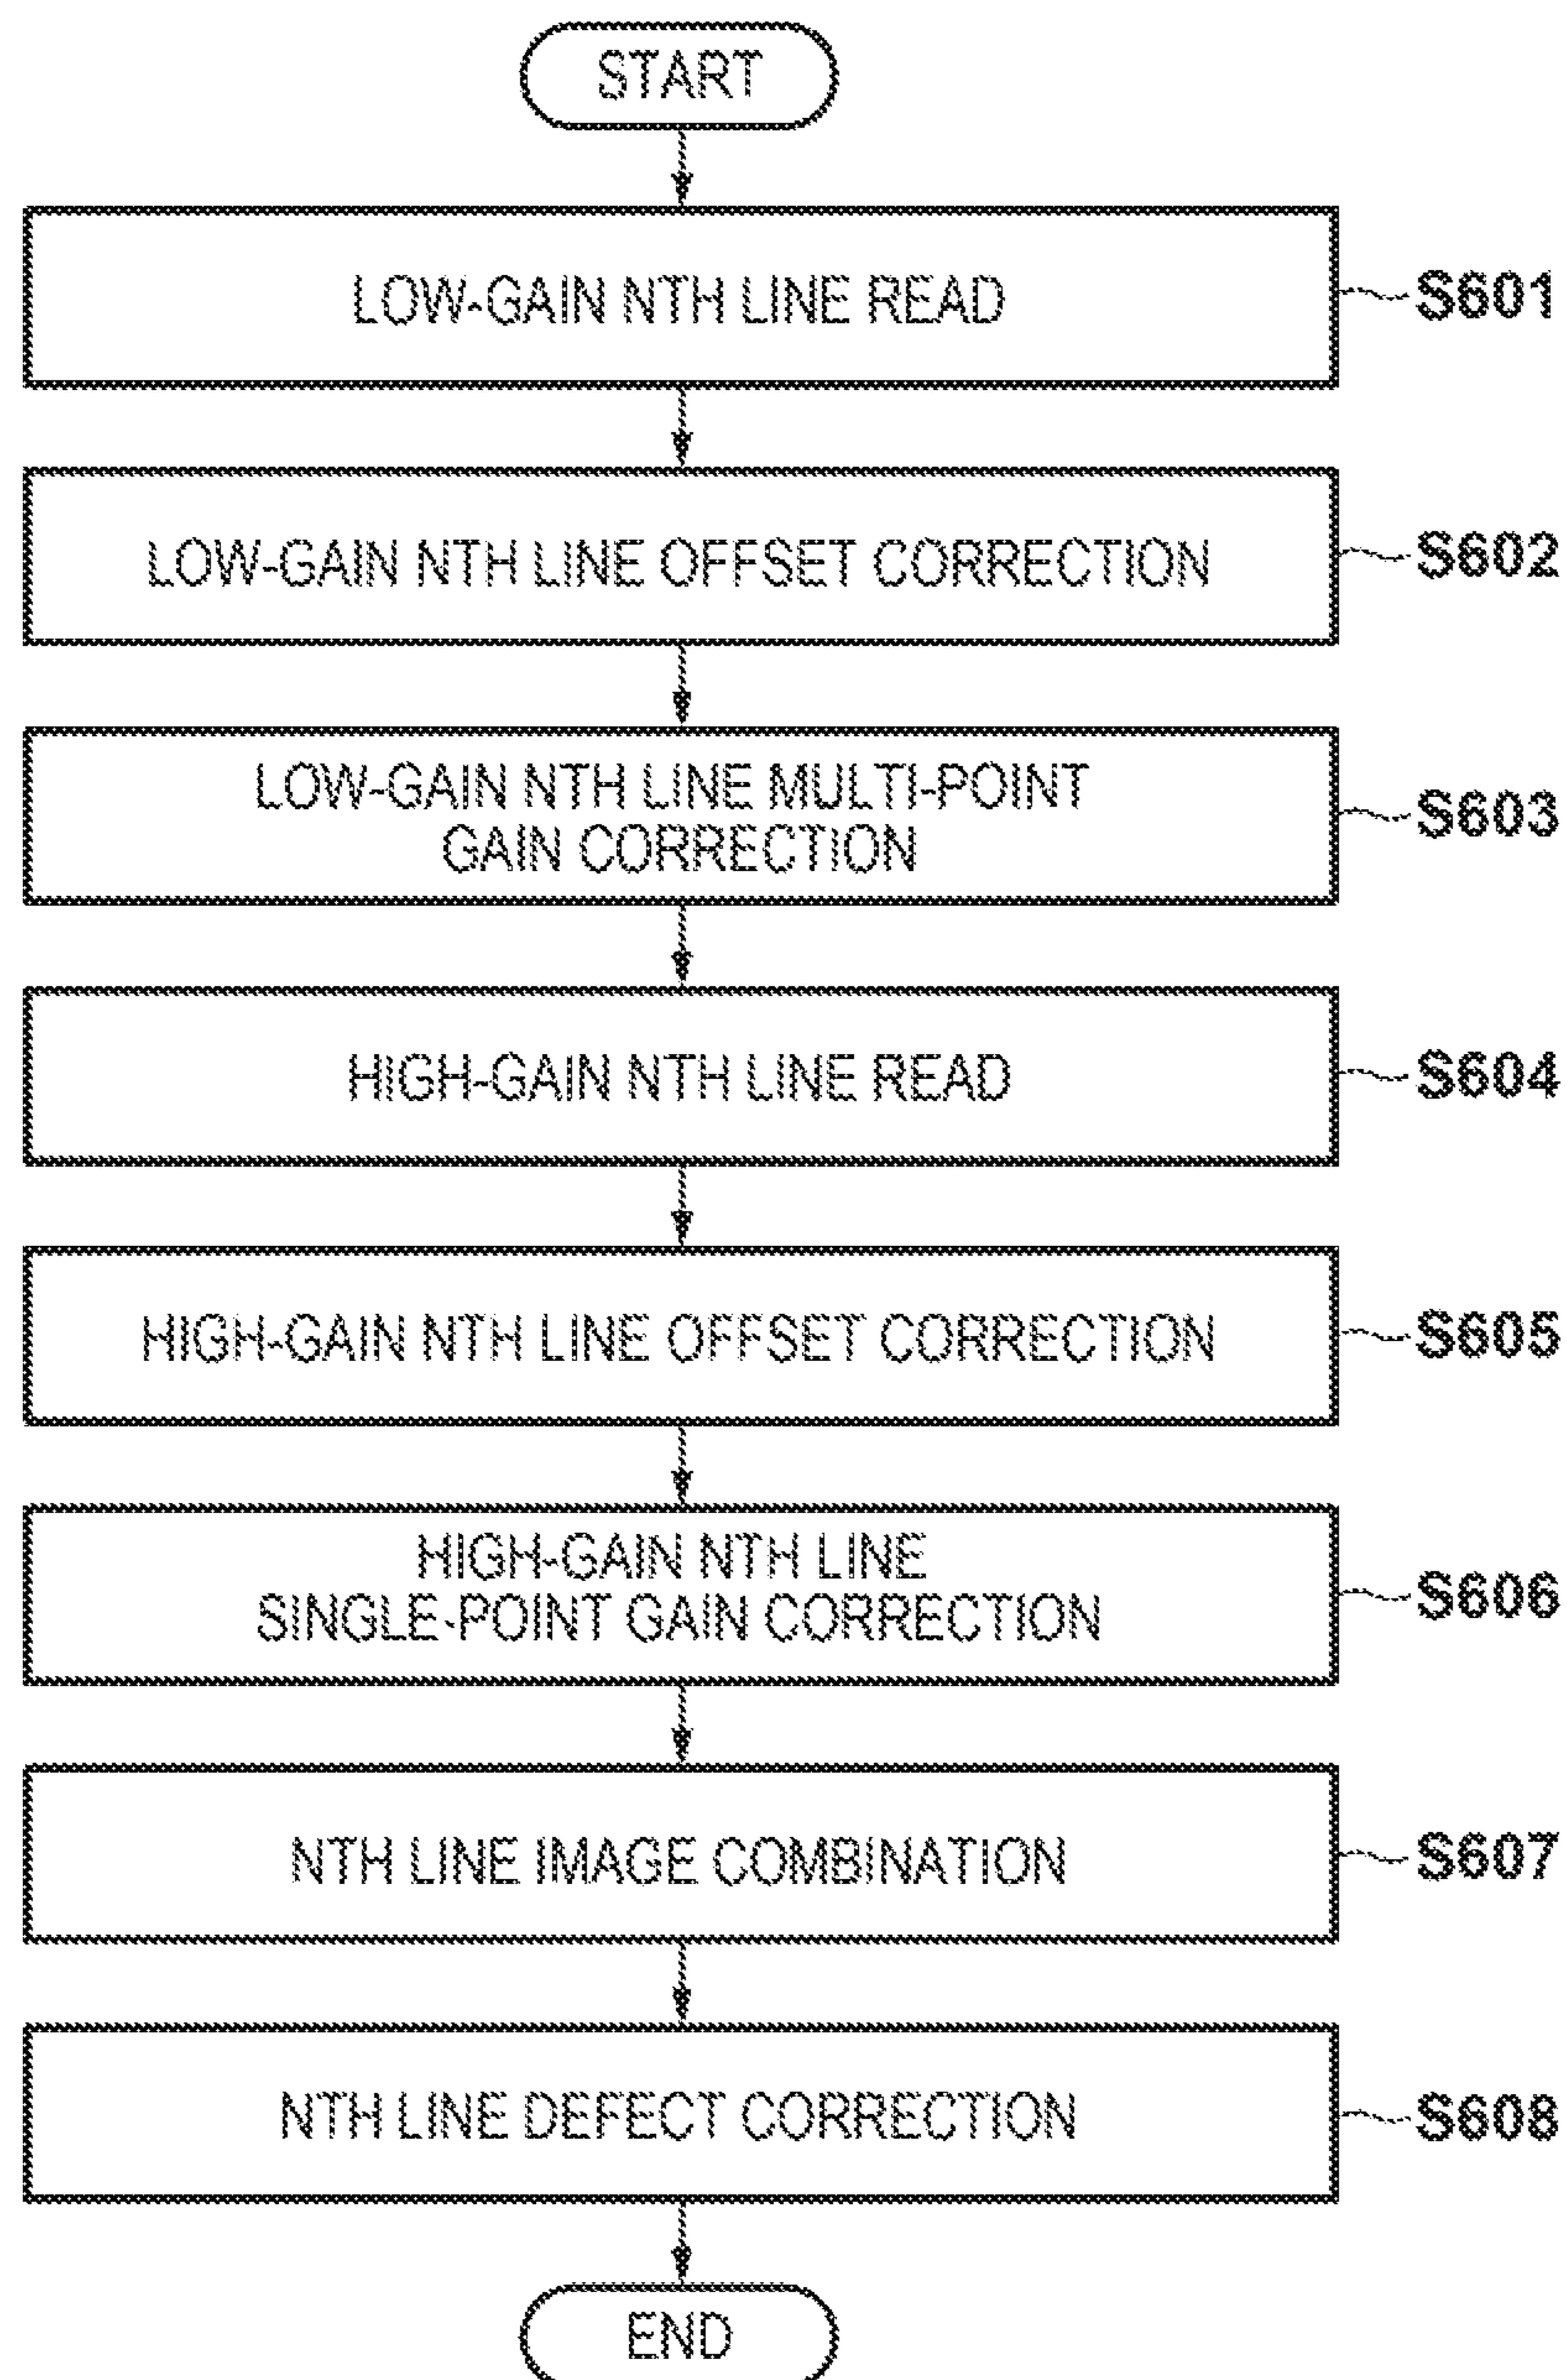 START
LOW-GAIN NTH LINE READ
S601
LOW-GAIN NTH LINE OFFSET CORRECTION
S602
LOW-GAIN NTH LINE MULTI-POINT
GAIN CORRECTION
S603
HIGH-GAIN NTH LINE READ
S604
HIGH-GAIN NTH LINE OFFSET CORRECTION
S605
HIGH-GAIN NTH LINE
SINGLE-POINT GAIN CORRECTION
S606
NTH LINE IMAGE COMBINATION
S607
NTH LINE DEFECT CORRECTION
S608
END